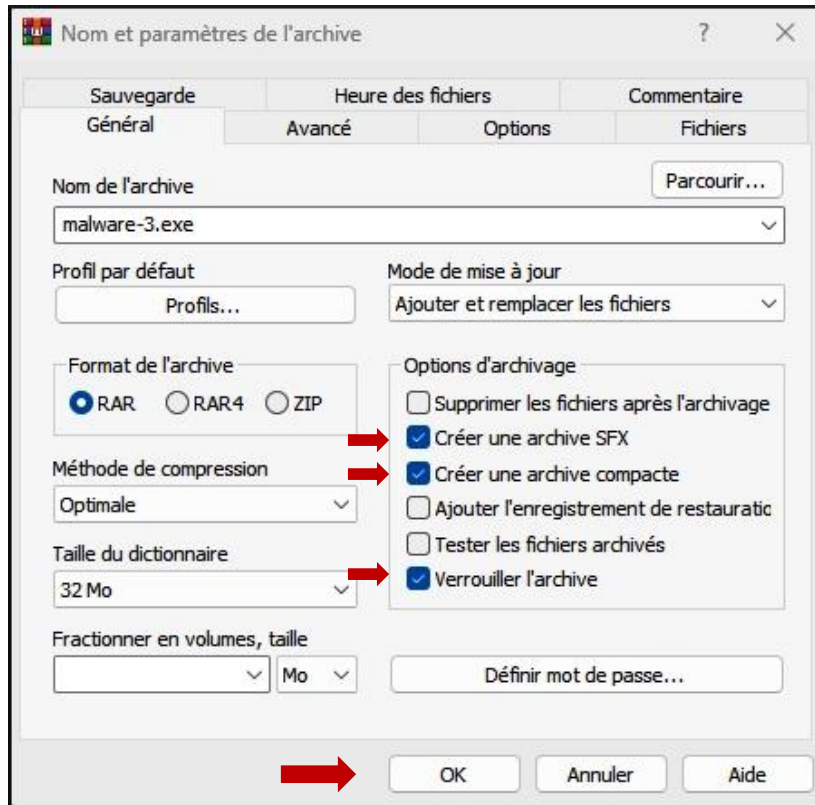 Nom et paramètres de l'archive ? 
Sauvegarde Heure des fichiers Commentaire
Général Avancé Options Fichiers
Nom de l'archive Parcourir...
malware-3.exe
Profil par défaut Mode de mise à jour
Profils... Ajouter et remplacer les fichiers
Format de l'archive Options d'archivage
RAR RAR4 ZIP Supprimer les fichiers après l'archivage
Créer une archive SFX
Méthode de compression Créer une archive compacte
Optimale Ajouter l'enregistrement de restauratic
Taille du dictionnaire Tester les fichiers archivés
32 Mo Verrouiller l'archive
Fractionner en volumes, taille
Mo Définir mot de passe...
OK Annuler Aide